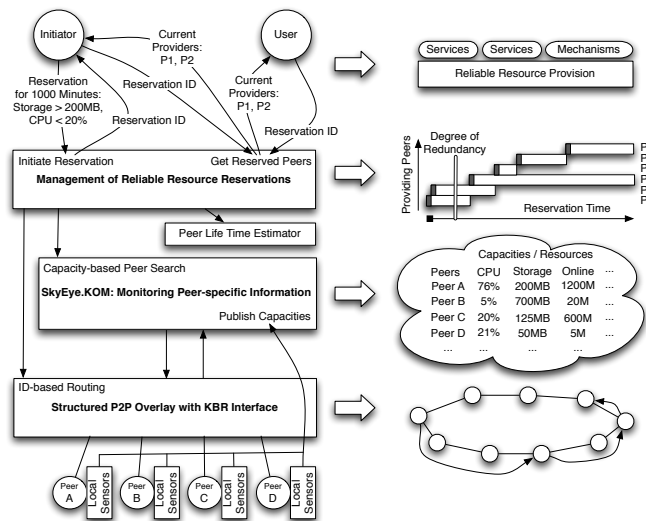 Initiator
Current
Providers:
P1, P2
User
Reservation
for 1000 Minutes:
Storage > 200MB,
CPU < 20%
Reservation ID
Reservation ID
Current
Providers:
P1, P2
Reservation ID
Initiate Reservation
Get Reserved Peers
Management of Reliable Resource Reservations
Peer Life Time Estimator
Capacity-based Peer Search
SkyEye.KOM: Monitoring Peer-specific Information
Publish Capacities
ID-based Routing
Structured P2P Overlay with KBR Interface
Peer
A
Local
Sensors
Peer
B
Local
Sensors
Peer
C
Local
Sensors
Peer
D
Local
Sensors
Services
Services
Mechanisms
Reliable Resource Provision
Degree of
Redundancy
Providing Peers
P
P
P
P
P
P
Reservation Time
Capacities / Resources
Peers CPU Storage Online ...
Peer A 76% 200MB 1200M ...
Peer B 5% 700MB 20M ...
Peer C 20% 125MB 600M ...
Peer D 21% 50MB 5M ...
... ... ... ...